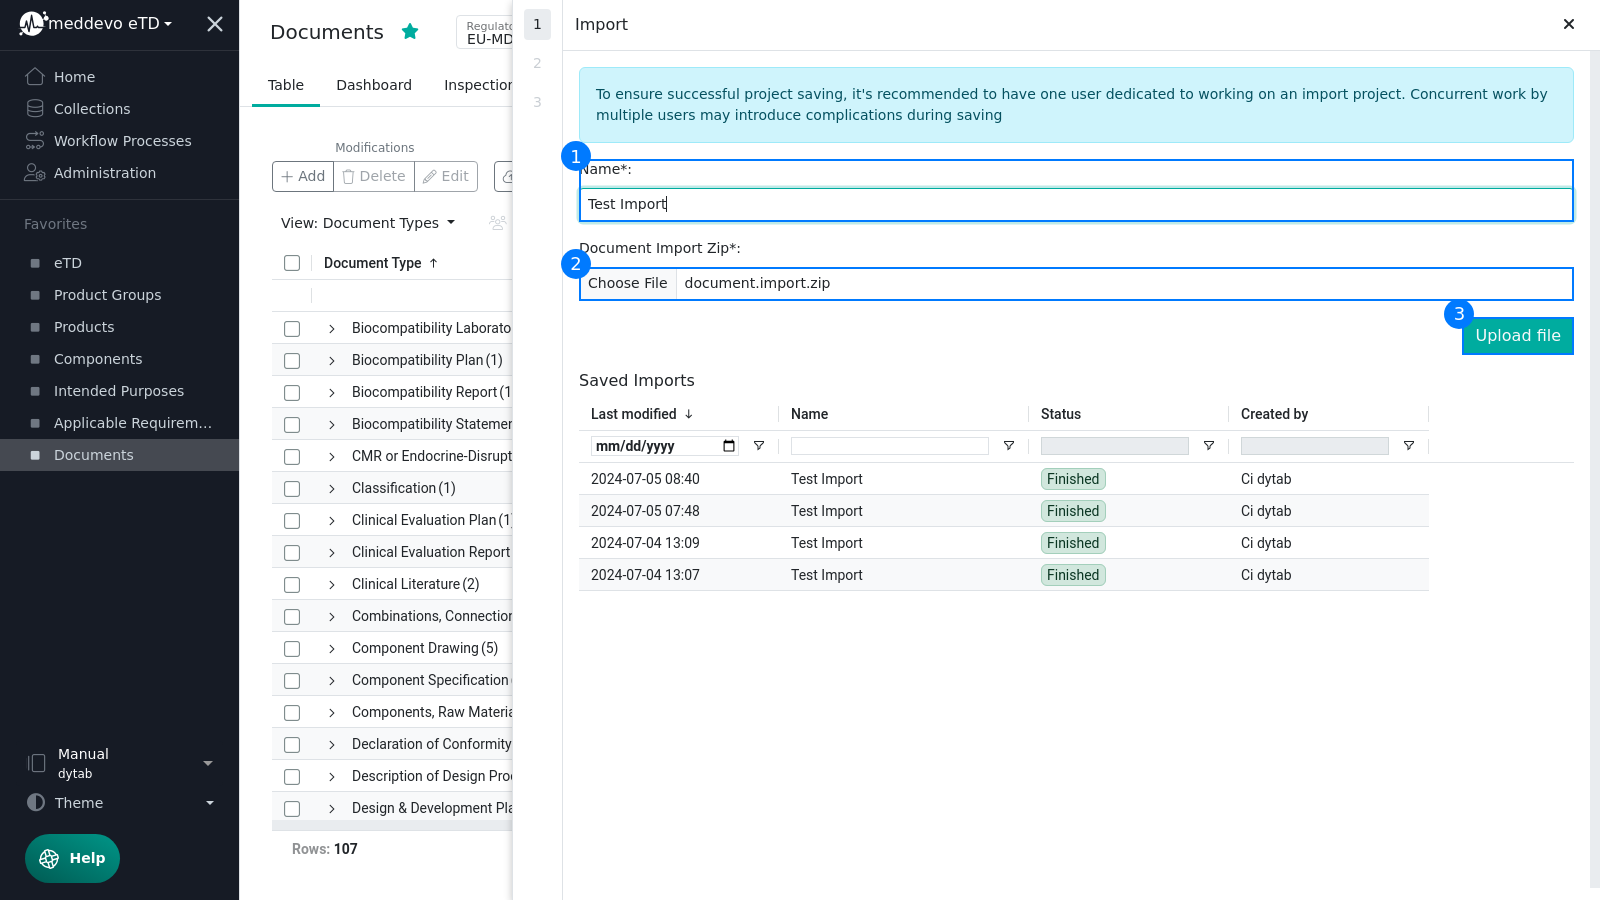 meddevo eTD
Home
Collections
Workflow Processes
Administration
Favorites
eTD
Product Groups
Products
Components
Intended Purposes
Applicable Requirem...
Documents
Manual
dytab
Theme
Help
Documents
Regulato
EU-MD
Table
Dashboard
Inspection
Modifications
Add
Delete
Edit
View: Document Types
Document Type
Biocompatibility Laborato
Biocompatibility Plan (1)
Biocompatibility Report (1
Biocompatibility Statemen
CMR or Endocrine-Disrupt
Classification (1)
Clinical Evaluation Plan (1)
Clinical Evaluation Report
Clinical Literature (2)
Combinations, Connection
Component Drawing (5)
Component Specification
Components, Raw Materia
Declaration of Conformity
Description of Design Proc
Design & Development Pla
Rows: 107
1
2
3
Import
To ensure successful project saving, it's recommended to have one user dedicated to working on an import project. Concurrent work by
multiple users may introduce complications during saving
1
Name*:
Test Import
Document Import Zip*:
2
Choose File document.import.zip
3
Upload file
Saved Imports
Last modified Name Status Created by
mm/dd/yyyy
2024-07-05 08:40 Test Import Finished Ci dytab
2024-07-05 07:48 Test Import Finished Ci dytab
2024-07-04 13:09 Test Import Finished Ci dytab
2024-07-04 13:07 Test Import Finished Ci dytab